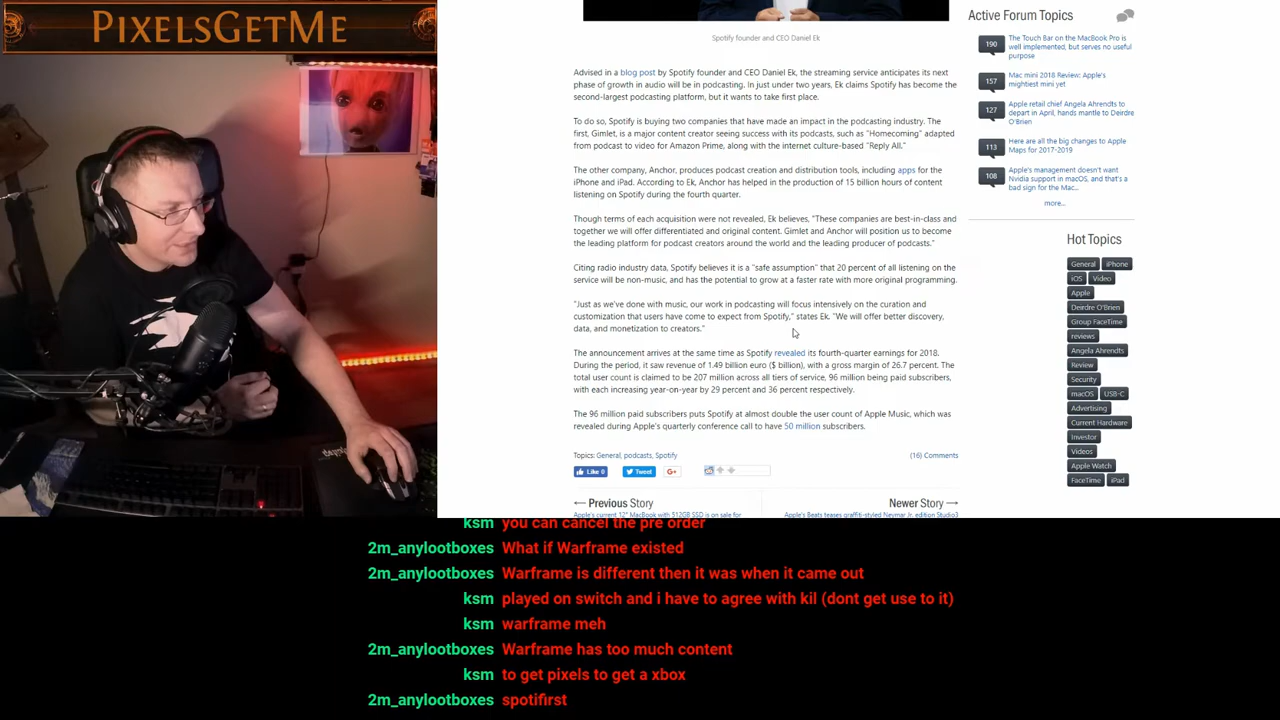 PIXELSGETME
Spotify founder and CEO Daniel Ek
Advised in a blog post by Spotify founder and CEO Daniel Ek, the streaming service anticipates its next
phase of growth in audio will be in podcasting. In just under two years, Ek claims Spotify has become the
second-largest podcasting platform, but it wants to take first place.
To do so, Spotify is buying two companies that have made an impact in the podcasting industry. The
first, Gimlet, is a major content creator seeing success with its podcasts, such as "Homecoming" adapted
from podcast to video for Amazon Prime, along with the internet culture-based "Reply All."
The other company, Anchor, produces podcast creation and distribution tools, including apps for the
iPhone and iPad. According to Ek, Anchor has helped in the production of 15 billion hours of content
listening on Spotify during the fourth quarter.
Though terms of each acquisition were not revealed, Ek believes, "These companies are best-in-class and
together we will offer differentiated and original content. Gimlet and Anchor will position us to become
the leading platform for podcast creators around the world and the leading producer of podcasts."
Citing radio industry data, Spotify believes it is a "safe assumption" that 20 percent of all listening on the
service will be non-music, and has the potential to grow at a faster rate with more original programming.
"Just as we've done with music, our work in podcasting will focus intensively on the curation and
customization that users have come to expect from Spotify," states Ek. "We will offer better discovery,
data, and monetization to creators."
The announcement arrives at the same time as Spotify revealed its fourth-quarter earnings for 2018.
During the period, it saw revenue of 1.49 billion euro ($ billion), with a gross margin of 26.7 percent. The
total user count is claimed to be 207 million across all tiers of service, 96 million being paid subscribers,
with each increasing year-on-year by 29 percent and 36 percent respectively.
The 96 million paid subscribers puts Spotify at almost double the user count of Apple Music, which was
revealed during Apple's quarterly conference call to have 50 million subscribers.
Topics: General, podcasts, Spotify
(16) Comments
Like 0
Tweet
G+
← Previous Story
Newer Story →
Apple's current 12" MacBook with 512GB SSD is on sale for
Apple's Beats teases graffiti-styled Neymar Jr. edition Studio3
Active Forum Topics
190
The Touch Bar on the MacBook Pro is
well implemented, but serves no useful
purpose
157
Mac mini 2018 Review: Apple's
mightiest mini yet
127
Apple retail chief Angela Ahrendts to
depart in April, hands mantle to Deirdre
O'Brien
113
Here are all the big changes to Apple
Maps for 2017-2019
108
Apple's management doesn't want
Nvidia support in macOS, and that's a
bad sign for the Mac...
more...
Hot Topics
General iPhone
iOS Video
Apple
Deirdre O'Brien
Group FaceTime
reviews
Angela Ahrendts
Review
Security
macOS USB-C
Advertising
Current Hardware
Investor
Videos
Apple Watch
FaceTime iPad
ksm you can cancel the pre order
2m_anylootboxes What if Warframe existed
2m_anylootboxes Warframe is different then it was when it came out
ksm played on switch and i have to agree with kil (dont get use to it)
ksm warframe meh
2m_anylootboxes Warframe has too much content
ksm to get pixels to get a xbox
2m_anylootboxes spotifirst